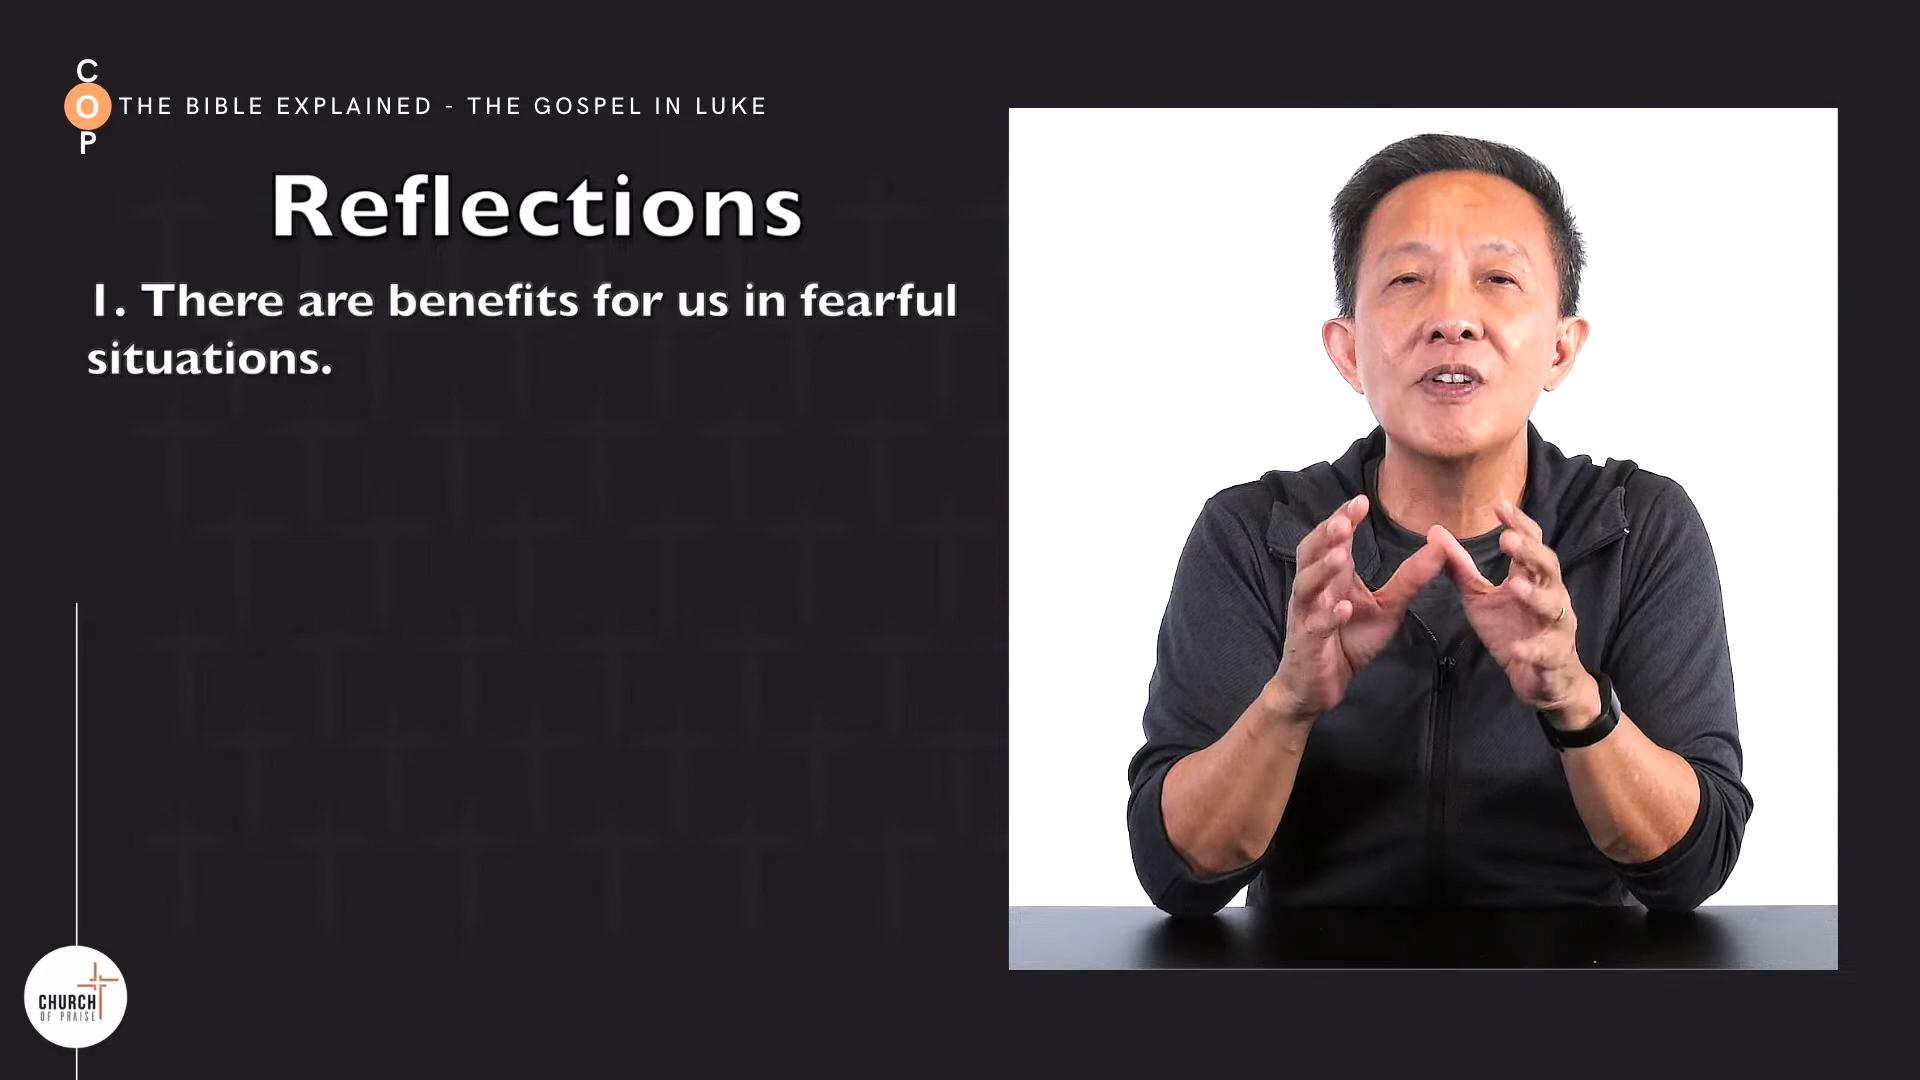 C
O
P
THE BIBLE EXPLAINED - THE GOSPEL IN LUKE
Reflections
1. There are benefits for us in fearful
situations.
CHURCH
OF PRAISE